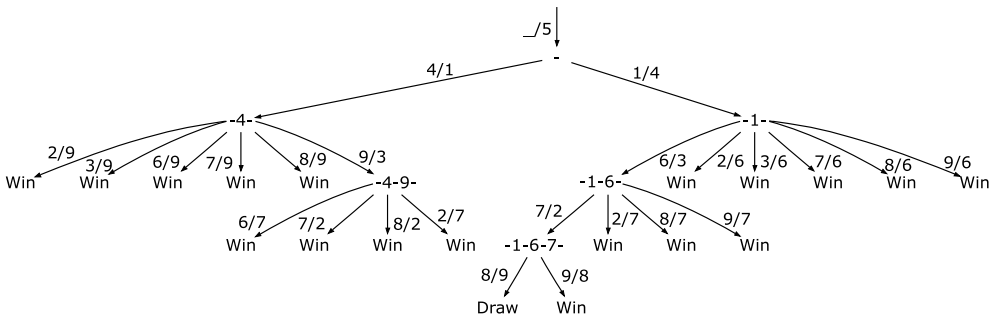 _/5
-
4/1 1/4
-4- -1-
2/9 3/9 6/9 7/9 8/9 9/3 6/3 2/6 3/6 7/6 8/6 9/6
Win Win Win Win Win -4-9- -1-6- Win Win Win Win Win
6/7 7/2 8/2 2/7 7/2 2/7 8/7 9/7
Win Win Win Win -1-6-7- Win Win Win
8/9 9/8
Draw Win